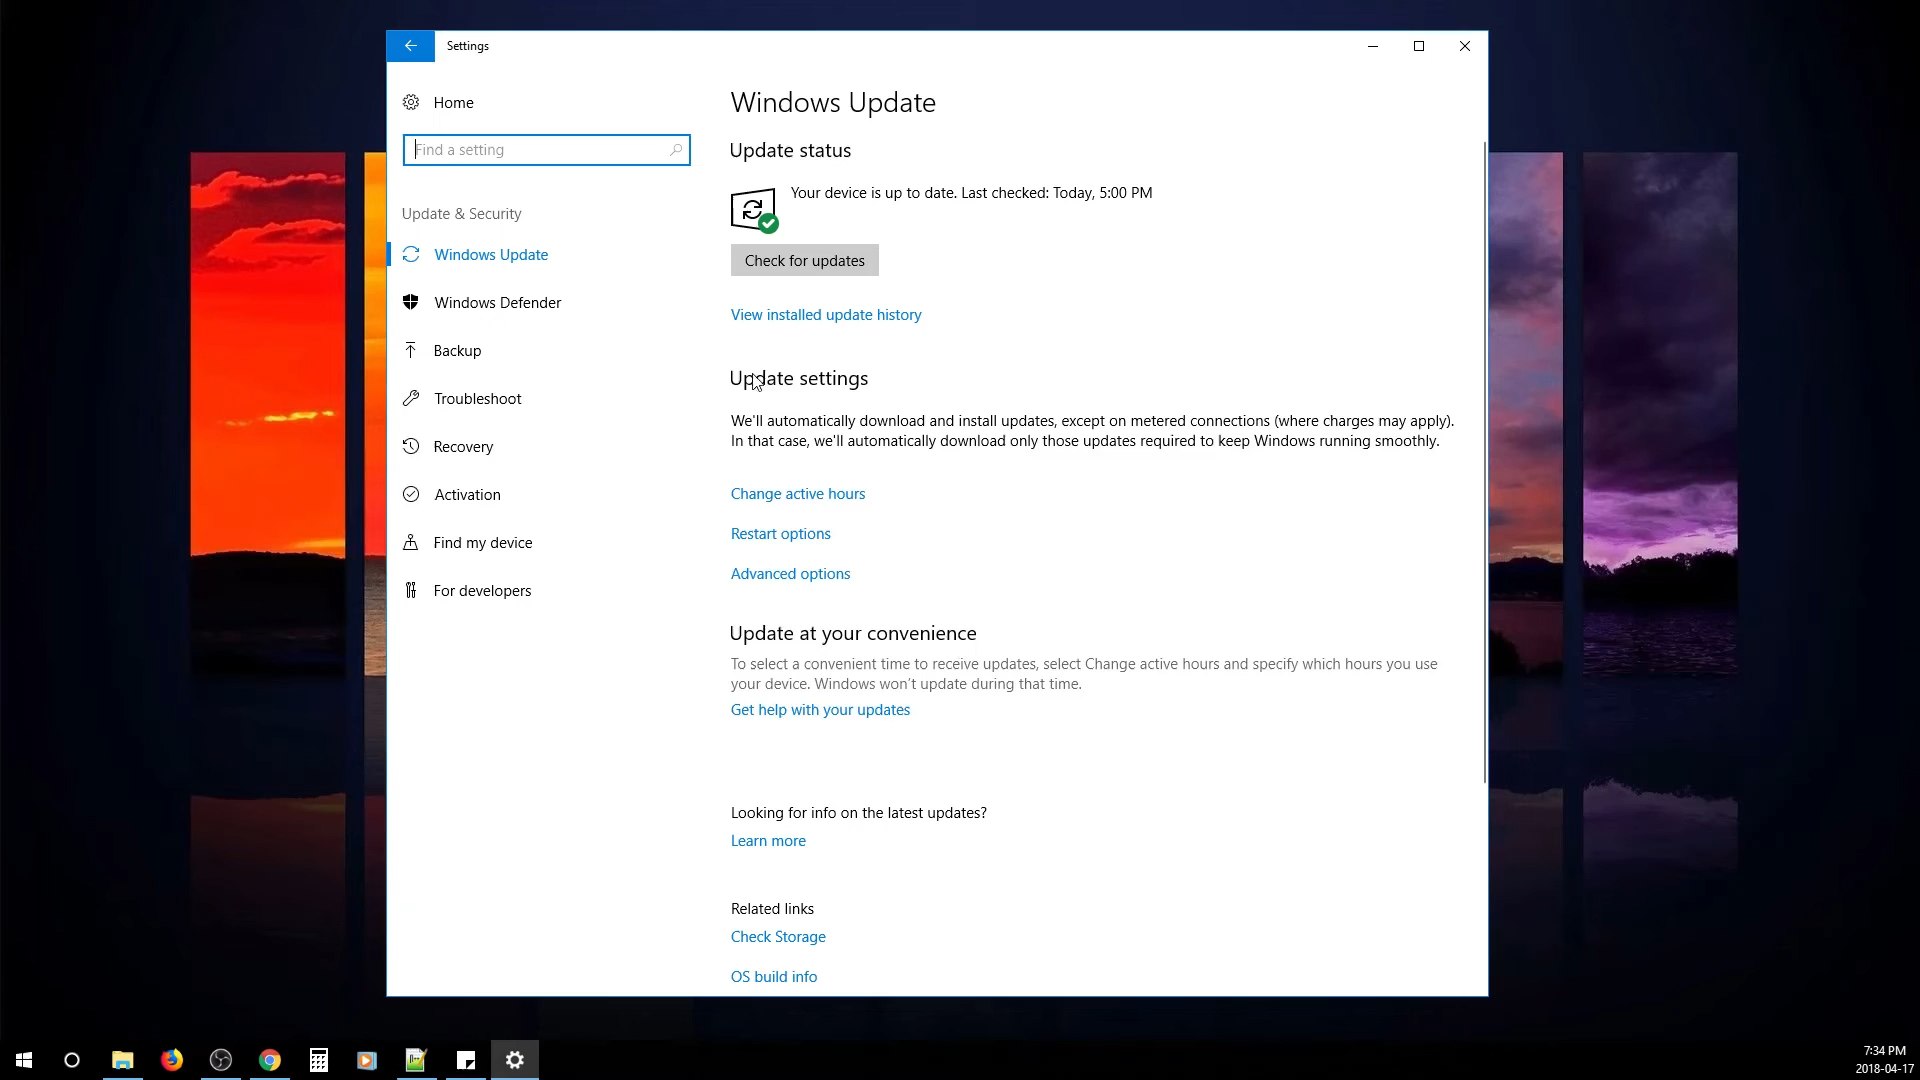 Settings
Home
Find a setting
Update & Security
Windows Update
Windows Defender
Backup
Troubleshoot
Recovery
Activation
Find my device
For developers
Windows Update
Update status
Your device is up to date. Last checked: Today, 5:00 PM
Check for updates
View installed update history
Update settings
We'll automatically download and install updates, except on metered connections (where charges may apply).
In that case, we'll automatically download only those updates required to keep Windows running smoothly.
Change active hours
Restart options
Advanced options
Update at your convenience
To select a convenient time to receive updates, select Change active hours and specify which hours you use
your device. Windows won't update during that time.
Get help with your updates
Looking for info on the latest updates?
Learn more
Related links
Check Storage
OS build info
7:34 PM
2018-04-17